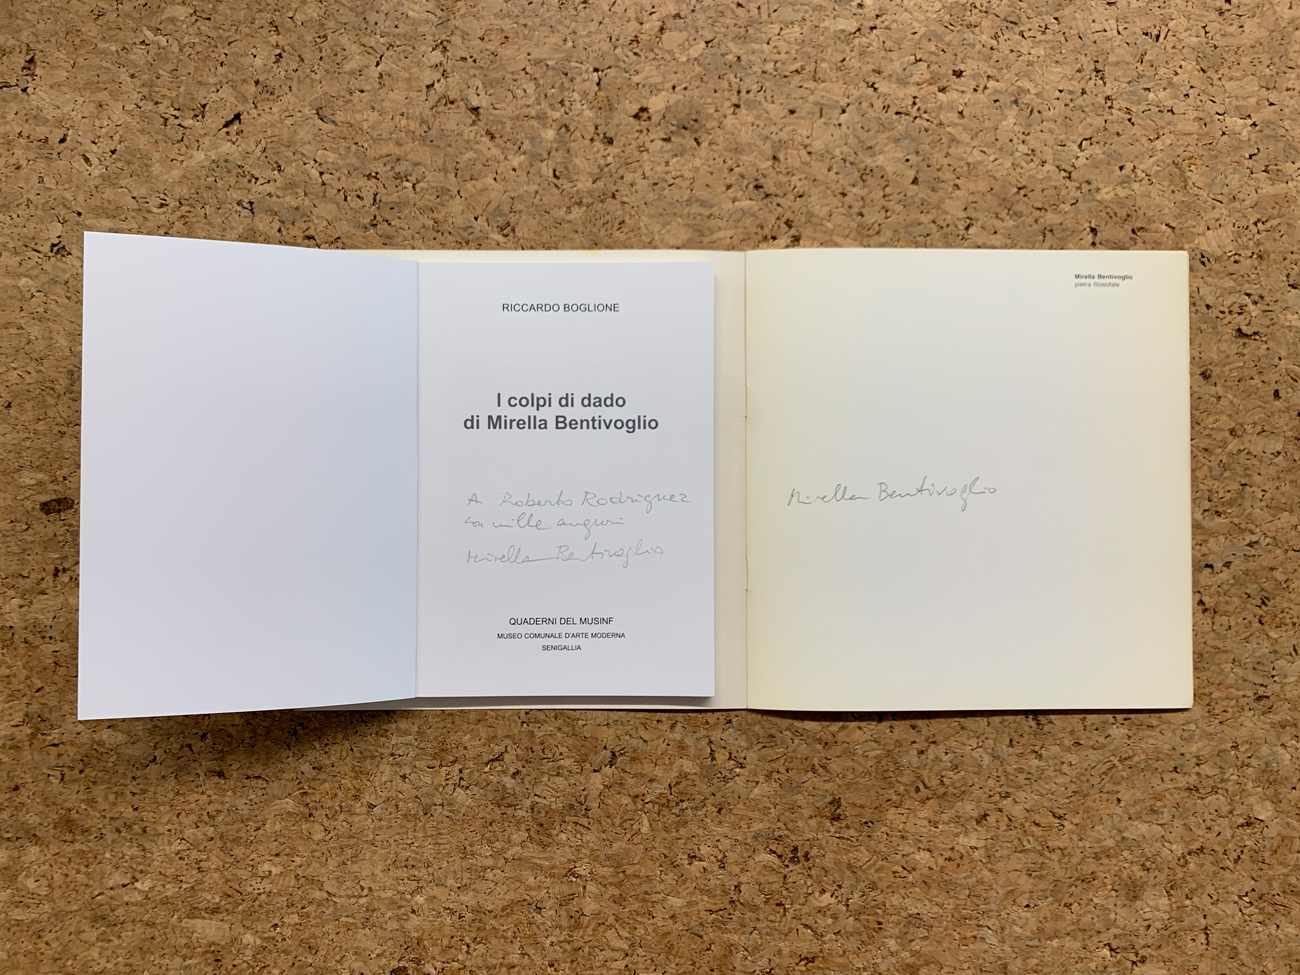 RICCARDO BOGLIONE
I colpi di dado
di Mirella Bentivoglio
A Roberto Rodriguez
con mille auguri
Mirella Bentivoglio
QUADERNI DEL MUSINF
MUSEO COMUNALE D'ARTE MODERNA
SENIGALLIA
Mirella Bentivoglio
pietra filosofale
Mirella Bentivoglio